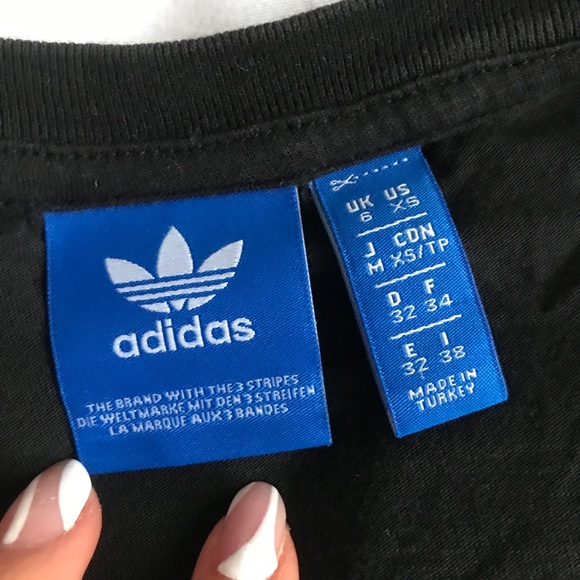 adidas
THE BRAND WITH THE 3 STRIPES
DIE WELTMARKE MIT DEN 3 STREIFEN
LA MARQUE AUX 3 BANDES
UK US
6 XS
J CDN
M XS/TP
D F
32 34
E I
32 38
MADE IN
TURKEY